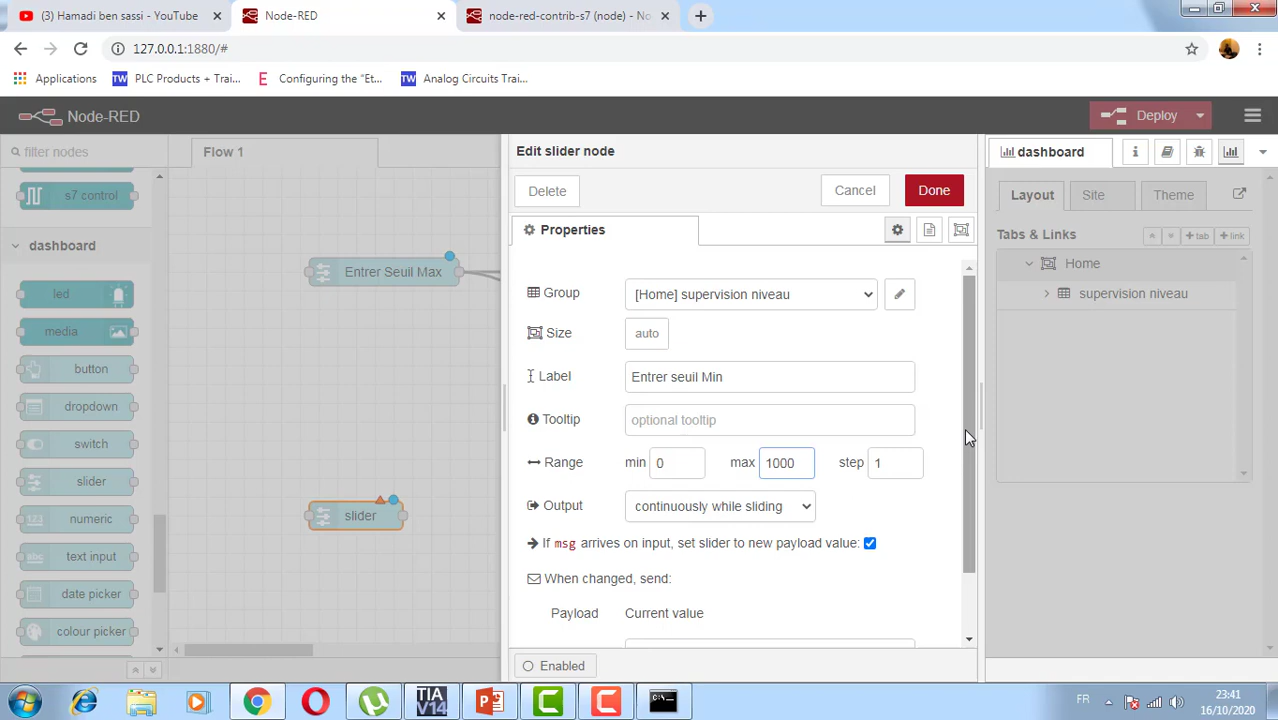 (3) Hamadi ben sassi - YouTube
Node-RED
node-red-contrib-s7 (node) - No
127.0.0.1:1880/#
Applications
PLC Products + Trai...
Configuring the "Et...
Analog Circuits Trai...
Node-RED
Deploy
filter nodes
Flow 1
s7 control
dashboard
led
media
button
dropdown
switch
slider
numeric
text input
date picker
colour picker
Entrer Seuil Max
slider
Edit slider node
Delete
Cancel
Done
Properties
Group
[Home] supervision niveau
Size
auto
Label
Entrer seuil Min
Tooltip
optional tooltip
Range
min 0
max 1000
step 1
Output
continuously while sliding
If msg arrives on input, set slider to new payload value:
When changed, send:
Payload
Current value
Enabled
dashboard
Layout
Site
Theme
Tabs & Links
+tab
+link
Home
supervision niveau
TIA
V14
FR
23:41
16/10/2020